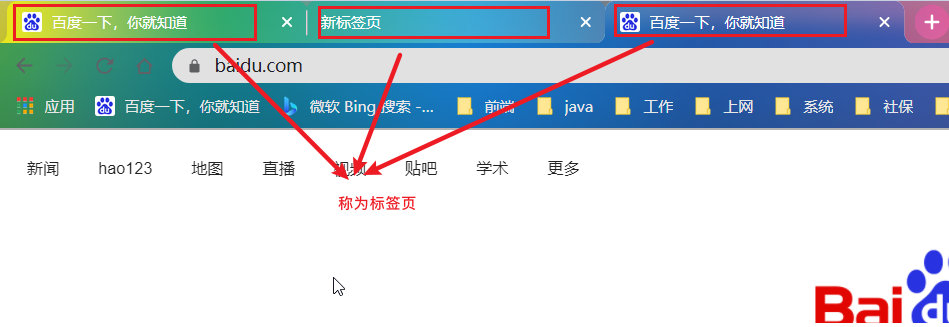 百度一下，你就知道 新标签页 百度一下，你就知道
baidu.com
应用 百度一下，你就知道 微软 Bing 搜索 -... 前端 java 工作 上网 系统 社保
新闻 hao123 地图 直播 视频 贴吧 学术 更多
称为标签页
Bai du